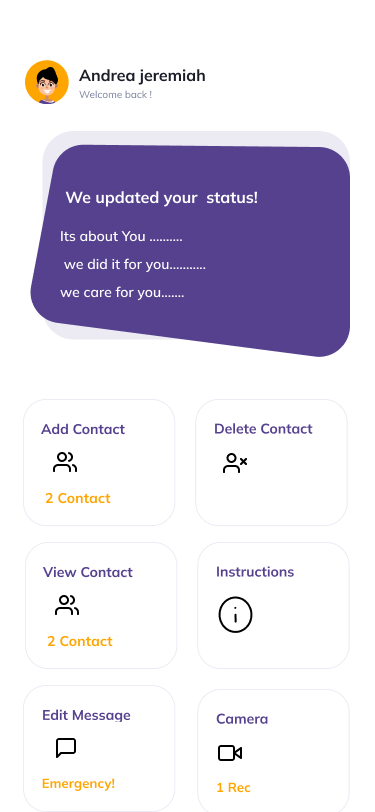 Andrea jeremiah
Welcome back !
We updated your  status!
Its about You ..........
we did it for you...........
we care for you.......
Add Contact
2 Contact
Delete Contact
View Contact
2 Contact
Instructions
Edit Message
Emergency!
Camera
1 Rec